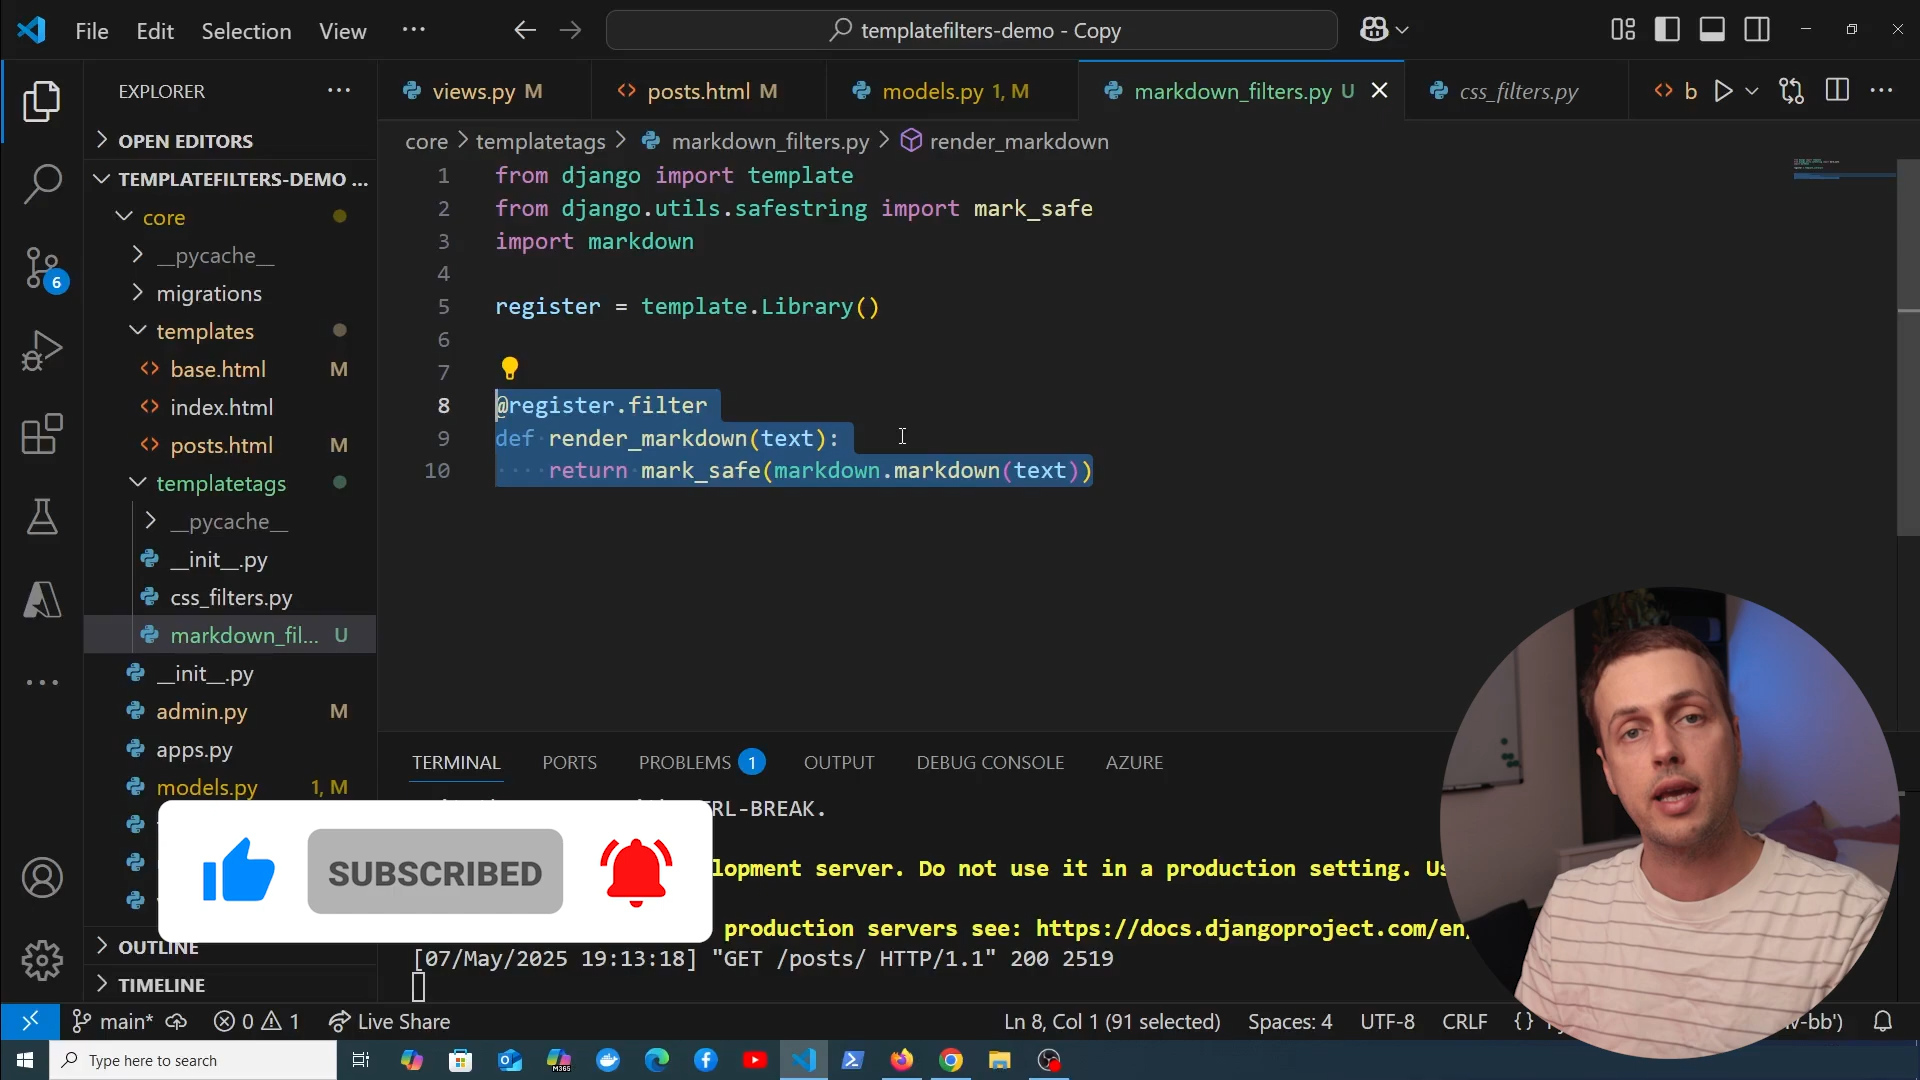 File Edit Selection View ···
templatefilters-demo - Copy
EXPLORER
OPEN EDITORS
TEMPLATEFILTERS-DEMO ...
core
__pycache__
migrations
templates
base.html M
index.html
posts.html M
templatetags
__pycache__
__init__.py
css_filters.py
markdown_fil... U
__init__.py
admin.py M
apps.py
models.py 1, M
OUTLINE
TIMELINE
6
views.py M
posts.html M
models.py 1, M
markdown_filters.py U
css_filters.py
b
core > templatetags > markdown_filters.py > render_markdown
1 from django import template
2 from django.utils.safestring import mark_safe
3 import markdown
4
5 register = template.Library()
6
7
8 @register.filter
9 def render_markdown(text):
10 return mark_safe(markdown.markdown(text))
TERMINAL PORTS PROBLEMS 1 OUTPUT DEBUG CONSOLE AZURE
RL-BREAK.
lopment server. Do not use it in a production setting. Us
production servers see: https://docs.djangoproject.com/en/
[07/May/2025 19:13:18] "GET /posts/ HTTP/1.1" 200 2519
SUBSCRIBED
main* 0 1 Live Share
Ln 8, Col 1 (91 selected) Spaces: 4 UTF-8 CRLF {} v-bb')
Type here to search
M365